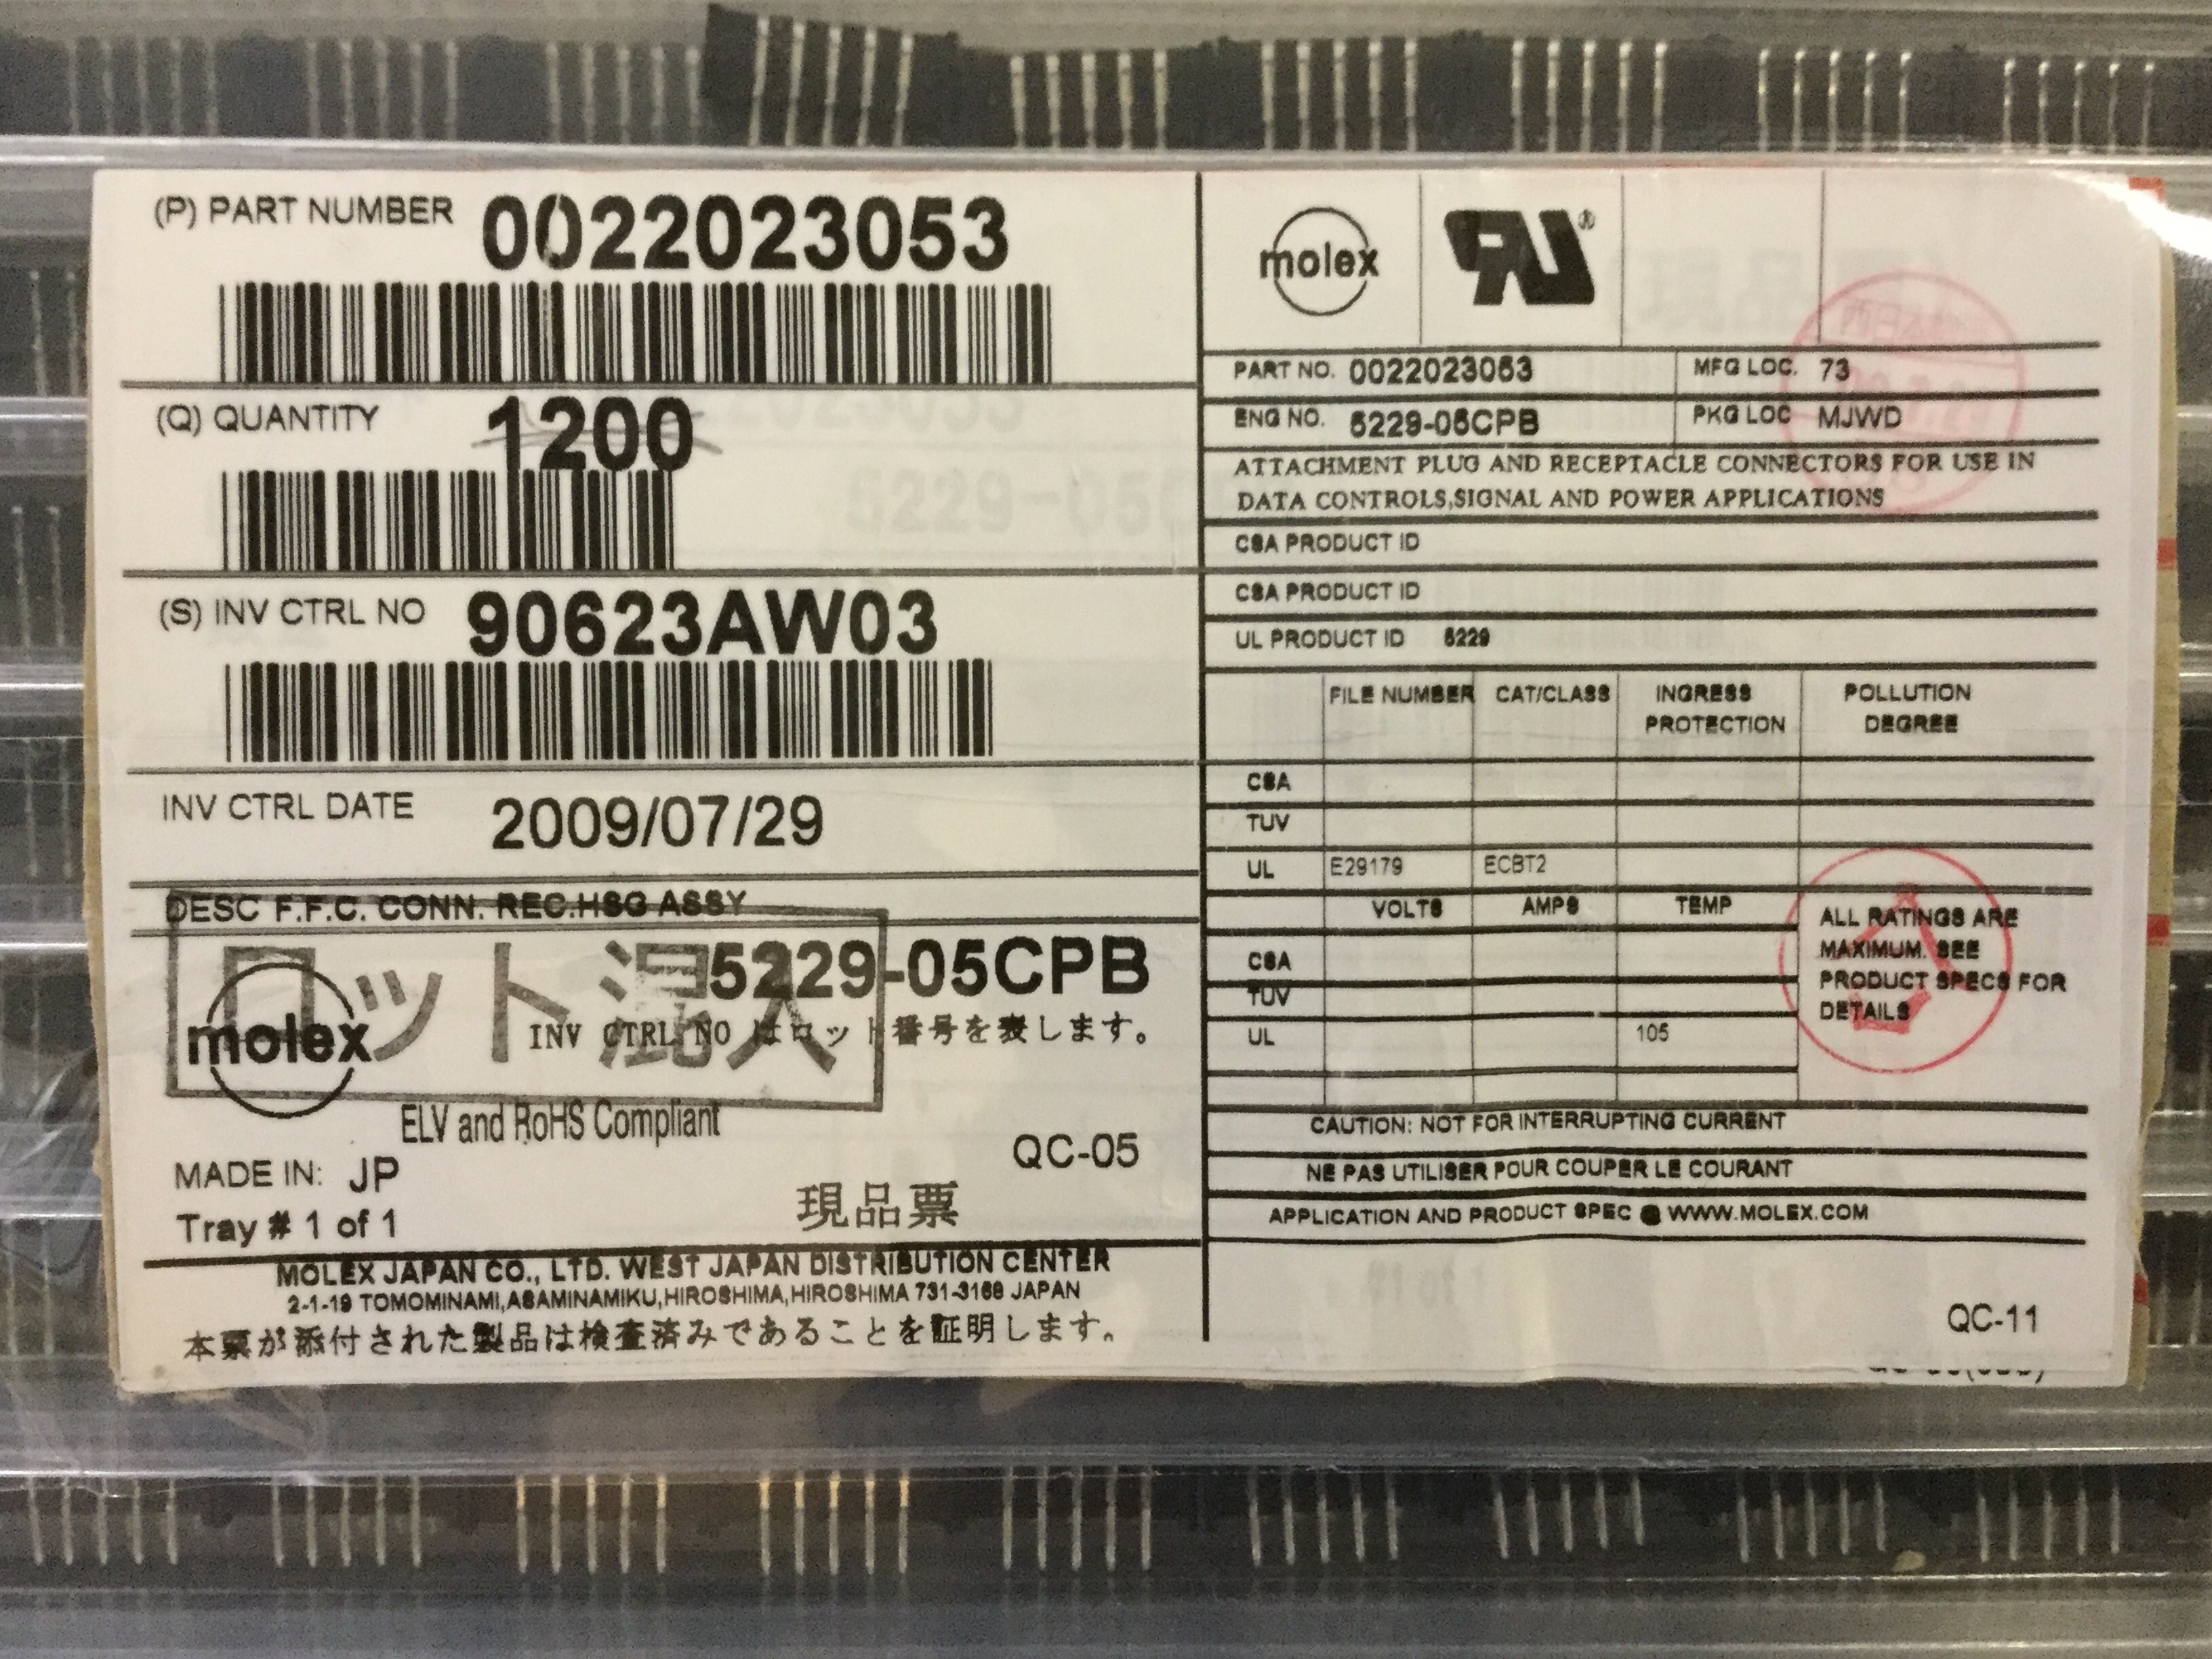 (P) PART NUMBER 0022023053
(Q) QUANTITY 1200
(S) INV CTRL NO 90623AW03
INV CTRL DATE 2009/07/29
DESC F.F.C. CONN. REC.HSG ASSY
5229-05CPB
ロット混入
molex
INV CTRL NO はロット番号を表します。
ELV and RoHS Compliant
QC-05
MADE IN: JP
現品票
Tray # 1 of 1
MOLEX JAPAN CO., LTD. WEST JAPAN DISTRIBUTION CENTER
2-1-19 TOMOMINAMI,ASAMINAMIKU,HIROSHIMA,HIROSHIMA 731-3168 JAPAN
本票が添付された製品は検査済みであることを証明します。
molex
RU®
PART NO. 0022023053 MFG LOC. 73
ENG NO. 5229-05CPB PKG LOC MJWD
ATTACHMENT PLUG AND RECEPTACLE CONNECTORS FOR USE IN
DATA CONTROLS,SIGNAL AND POWER APPLICATIONS
CSA PRODUCT ID
CSA PRODUCT ID
UL PRODUCT ID 5229
FILE NUMBER CAT/CLASS INGRESS PROTECTION POLLUTION DEGREE
CSA
TUV
UL E29179 ECBT2
VOLTS AMPS TEMP
CSA
TUV
UL 105
ALL RATINGS ARE
MAXIMUM. SEE
PRODUCT SPECS FOR
DETAILS
CAUTION: NOT FOR INTERRUPTING CURRENT
NE PAS UTILISER POUR COUPER LE COURANT
APPLICATION AND PRODUCT SPEC @ WWW.MOLEX.COM
QC-11